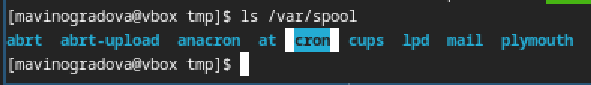 [mavinogradova@vbox tmp]$ ls /var/spool
abrt abrt-upload anacron at cron cups lpd mail plymouth
[mavinogradova@vbox tmp]$